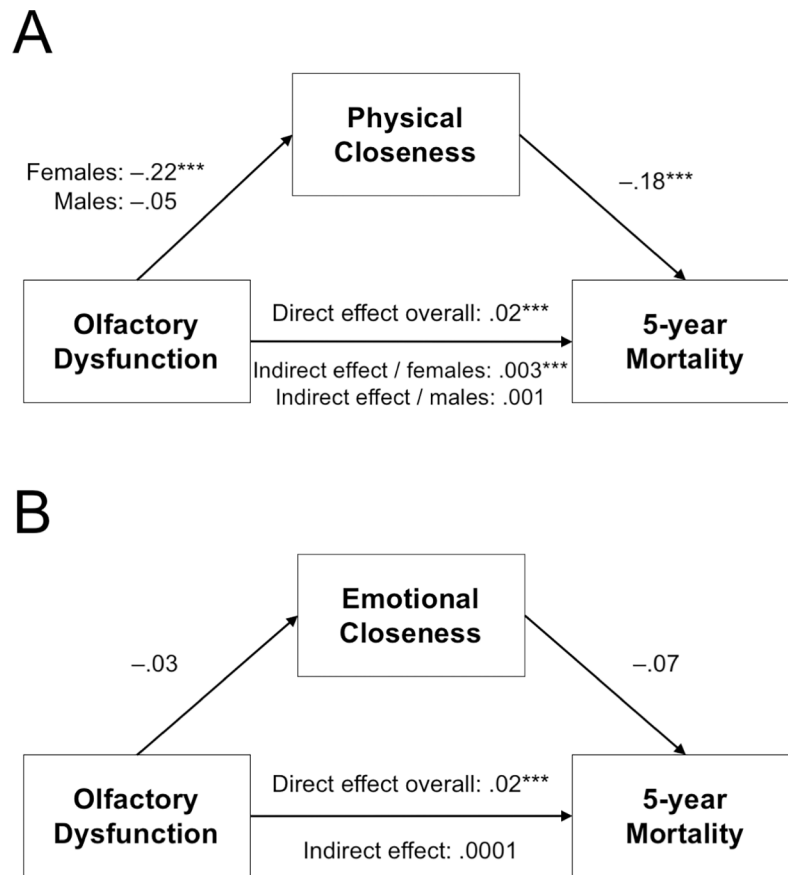 A
Physical
Closeness
Females: –.22***
Males: –.05
–.18***
Olfactory
Dysfunction
Direct effect overall: .02***
Indirect effect / females: .003***
Indirect effect / males: .001
5-year
Mortality
B
Emotional
Closeness
–.03
–.07
Olfactory
Dysfunction
Direct effect overall: .02***
Indirect effect: .0001
5-year
Mortality